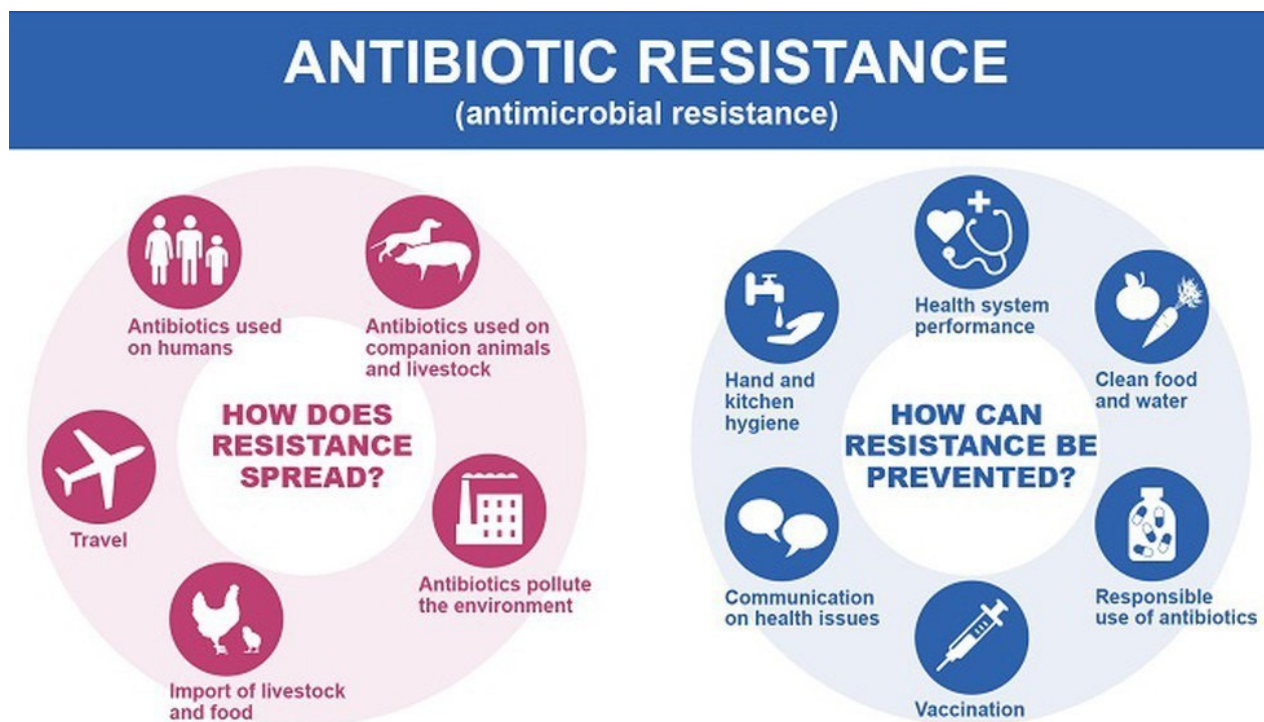 ANTIBIOTIC RESISTANCE
(antimicrobial resistance)
HOW DOES
RESISTANCE
SPREAD?
Antibiotics used
on humans
Antibiotics used on
companion animals
and livestock
Antibiotics pollute
the environment
Import of livestock
and food
Travel
HOW CAN
RESISTANCE BE
PREVENTED?
Health system
performance
Clean food
and water
Responsible
use of antibiotics
Vaccination
Communication
on health issues
Hand and
kitchen
hygiene